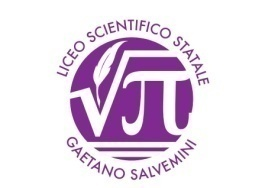 LICEO SCIENTIFICO STATALE
√π
GAETANO SALVEMINI